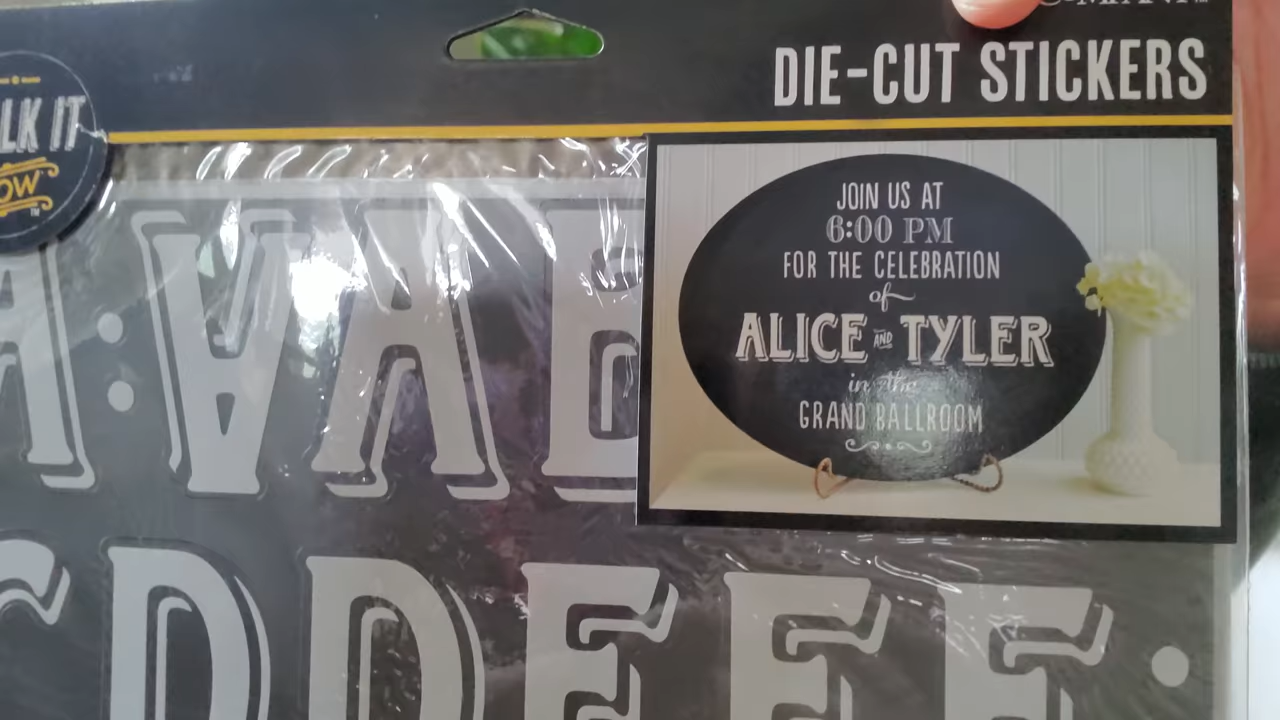 DIE-CUT STICKERS
LK IT
OW
JOIN US AT
6:00 PM
FOR THE CELEBRATION
of
ALICE AND TYLER
in the
GRAND BALLROOM
A : V A E
C D D E E E